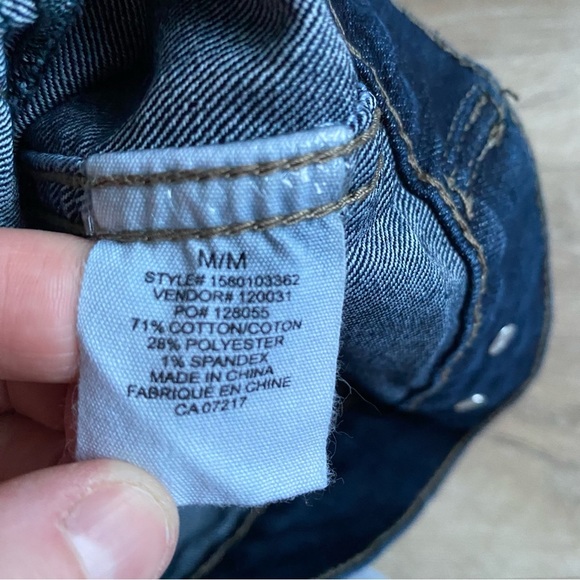 M/M
STYLE# 1580103362
VENDOR# 120031
PO# 128055
71% COTTON/COTON
28% POLYESTER
1% SPANDEX
MADE IN CHINA
FABRIQUE EN CHINE
CA 07217